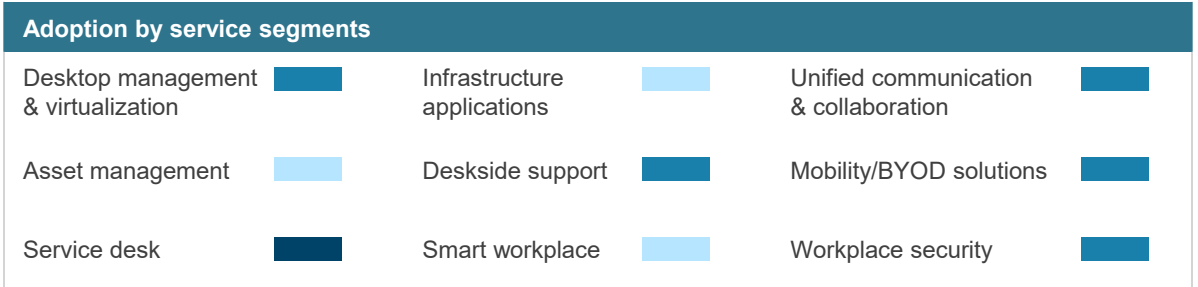 Adoption by service segments
Desktop management
& virtualization
Infrastructure
applications
Unified communication
& collaboration
Asset management
Deskside support
Mobility/BYOD solutions
Service desk
Smart workplace
Workplace security